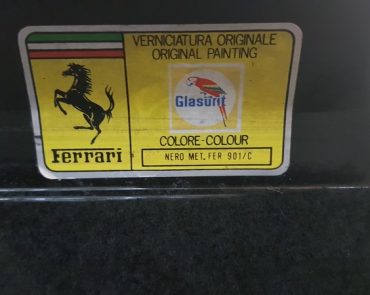 VERNICIATURA ORIGINALE
ORIGINAL PAINTING
Glasurit
COLORE-COLOUR
Ferrari
NERO MET. FER 901/C